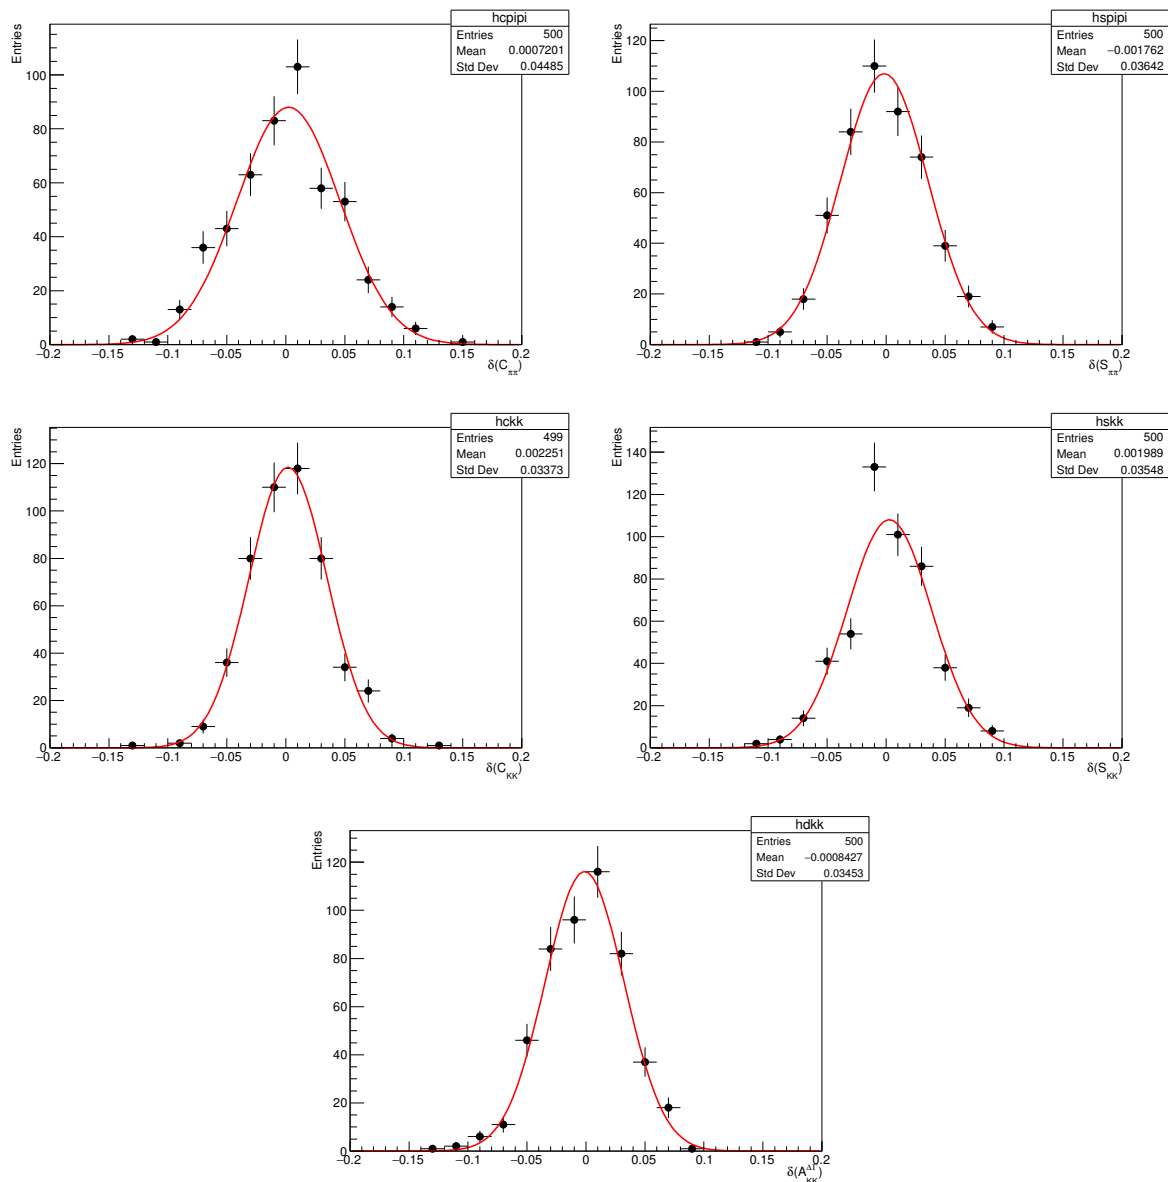 hcpipi
Entries 500
Mean 0.0007201
Std Dev 0.04485
Entries
100
80
60
40
20
0
−0.2 −0.15 −0.1 −0.05 0 0.05 0.1 0.15 0.2
δ(C_ππ)
hspipi
Entries 500
Mean −0.001762
Std Dev 0.03642
Entries
120
100
80
60
40
20
0
−0.2 −0.15 −0.1 −0.05 0 0.05 0.1 0.15 0.2
δ(S_ππ)
hckk
Entries 499
Mean 0.002251
Std Dev 0.03373
Entries
120
100
80
60
40
20
0
−0.2 −0.15 −0.1 −0.05 0 0.05 0.1 0.15 0.2
δ(C_KK)
hskk
Entries 500
Mean 0.001989
Std Dev 0.03548
Entries
140
120
100
80
60
40
20
0
−0.2 −0.15 −0.1 −0.05 0 0.05 0.1 0.15 0.2
δ(S_KK)
hdkk
Entries 500
Mean −0.0008427
Std Dev 0.03453
Entries
120
100
80
60
40
20
0
−0.2 −0.15 −0.1 −0.05 0 0.05 0.1 0.15 0.2
δ(A_KK^ΔΓ)